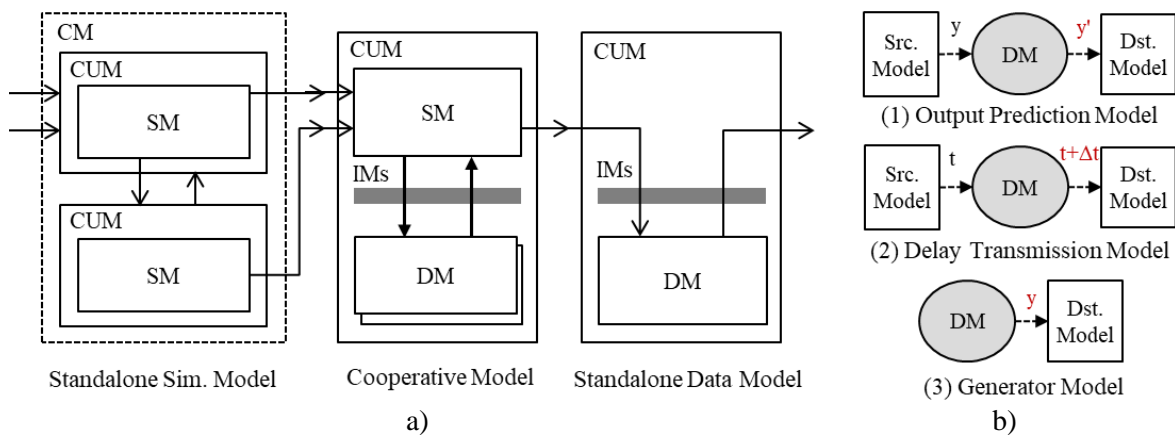 CM
CUM
SM
CUM
SM
Standalone Sim. Model
CUM
SM
IMs
DM
Cooperative Model
CUM
IMs
DM
Standalone Data Model
a)
Src.
Model
y
DM
y'
Dst.
Model
(1) Output Prediction Model
Src.
Model
t
DM
t+Δt
Dst.
Model
(2) Delay Transmission Model
DM
y
Dst.
Model
(3) Generator Model
b)